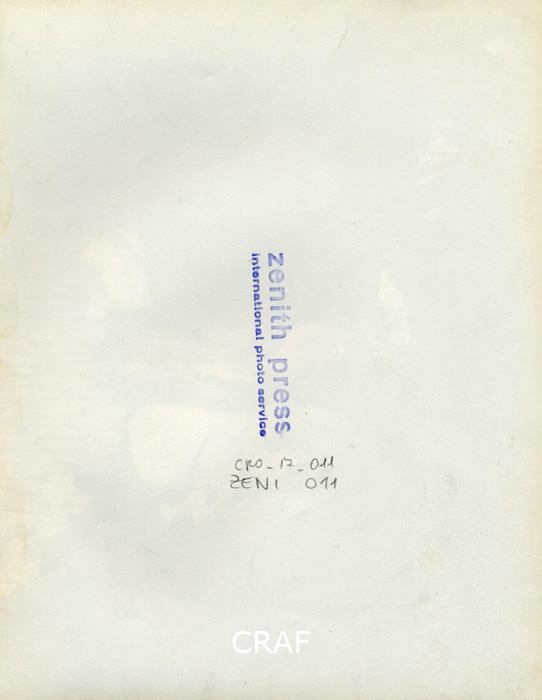 zenith press
international photo service
CRO_17_011
ZENI 011
CRAF